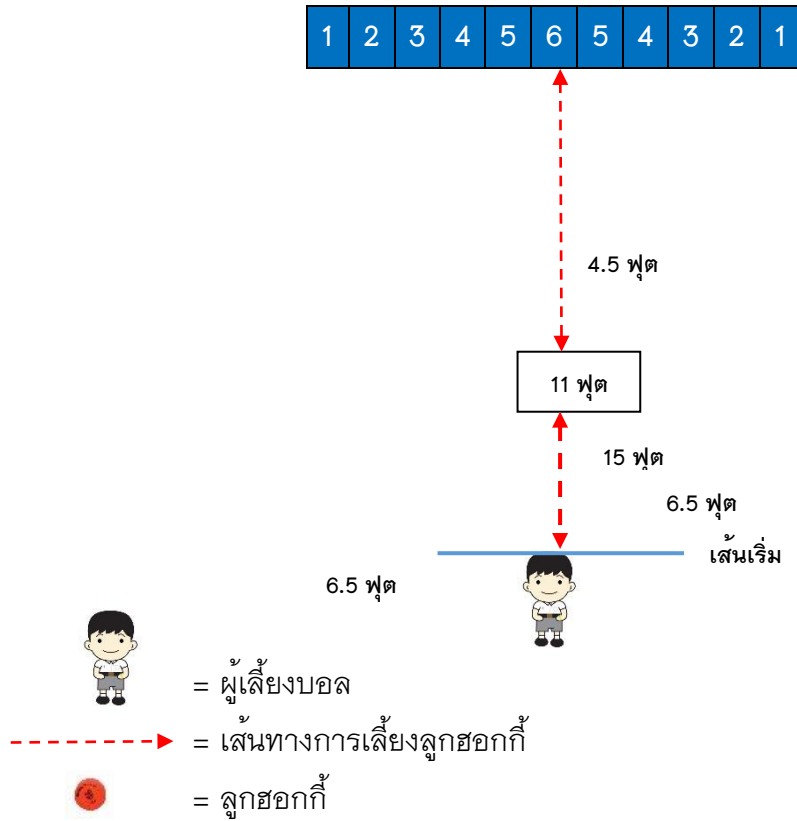 1 2 3 4 5 6 5 4 3 2 1
4.5 ฟุต
11 ฟุต
15 ฟุต
6.5 ฟุต
เส้นเริ่ม
6.5 ฟุต
= ผู้เลี้ยงบอล
= เส้นทางการเลี้ยงลูกฮอกกี้
= ลูกฮอกกี้